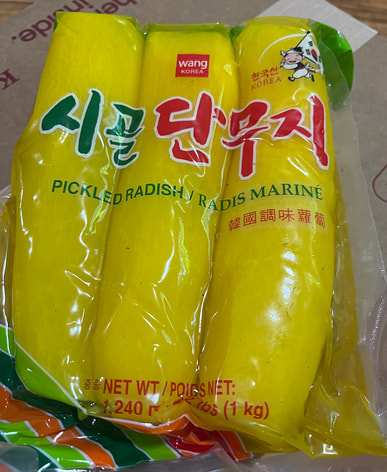 wang
KOREA
한국산
KOREA
시골 단무지
PICKLED RADISH / RADIS MARINÉ
韓國調味蘿蔔
NET WT / POIDS NET:
(1 kg)
inside.